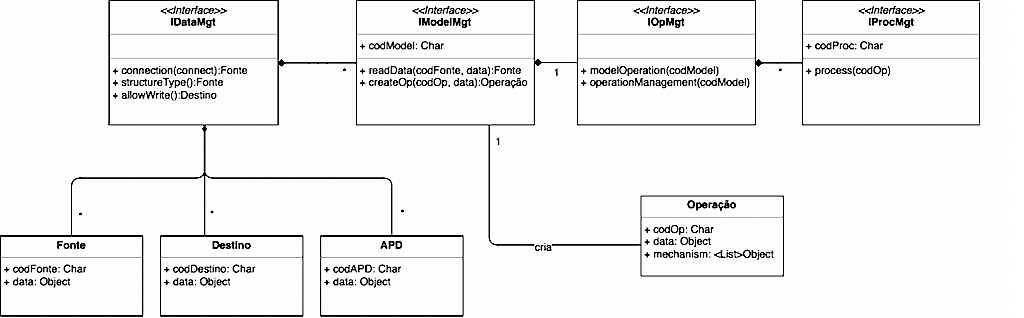 <<Interface>>
IDataMgt
+ connection(connect):Fonte
+ structureType():Fonte
+ allowWrite():Destino
*
<<Interface>>
IModelMgt
+ codModel: Char
+ readData(codFonte, data):Fonte
+ createOp(codOp, data):Operação
1
<<Interface>>
IOpMgt
+ modelOperation(codModel)
+ operationManagement(codModel)
*
<<Interface>>
IProcMgt
+ codProc: Char
+ process(codOp)
1
cria
Operação
+ codOp: Char
+ data: Object
+ mechanism: <List>Object
*
*
*
Fonte
+ codFonte: Char
+ data: Object
Destino
+ codDestino: Char
+ data: Object
APD
+ codAPD: Char
+ data: Object